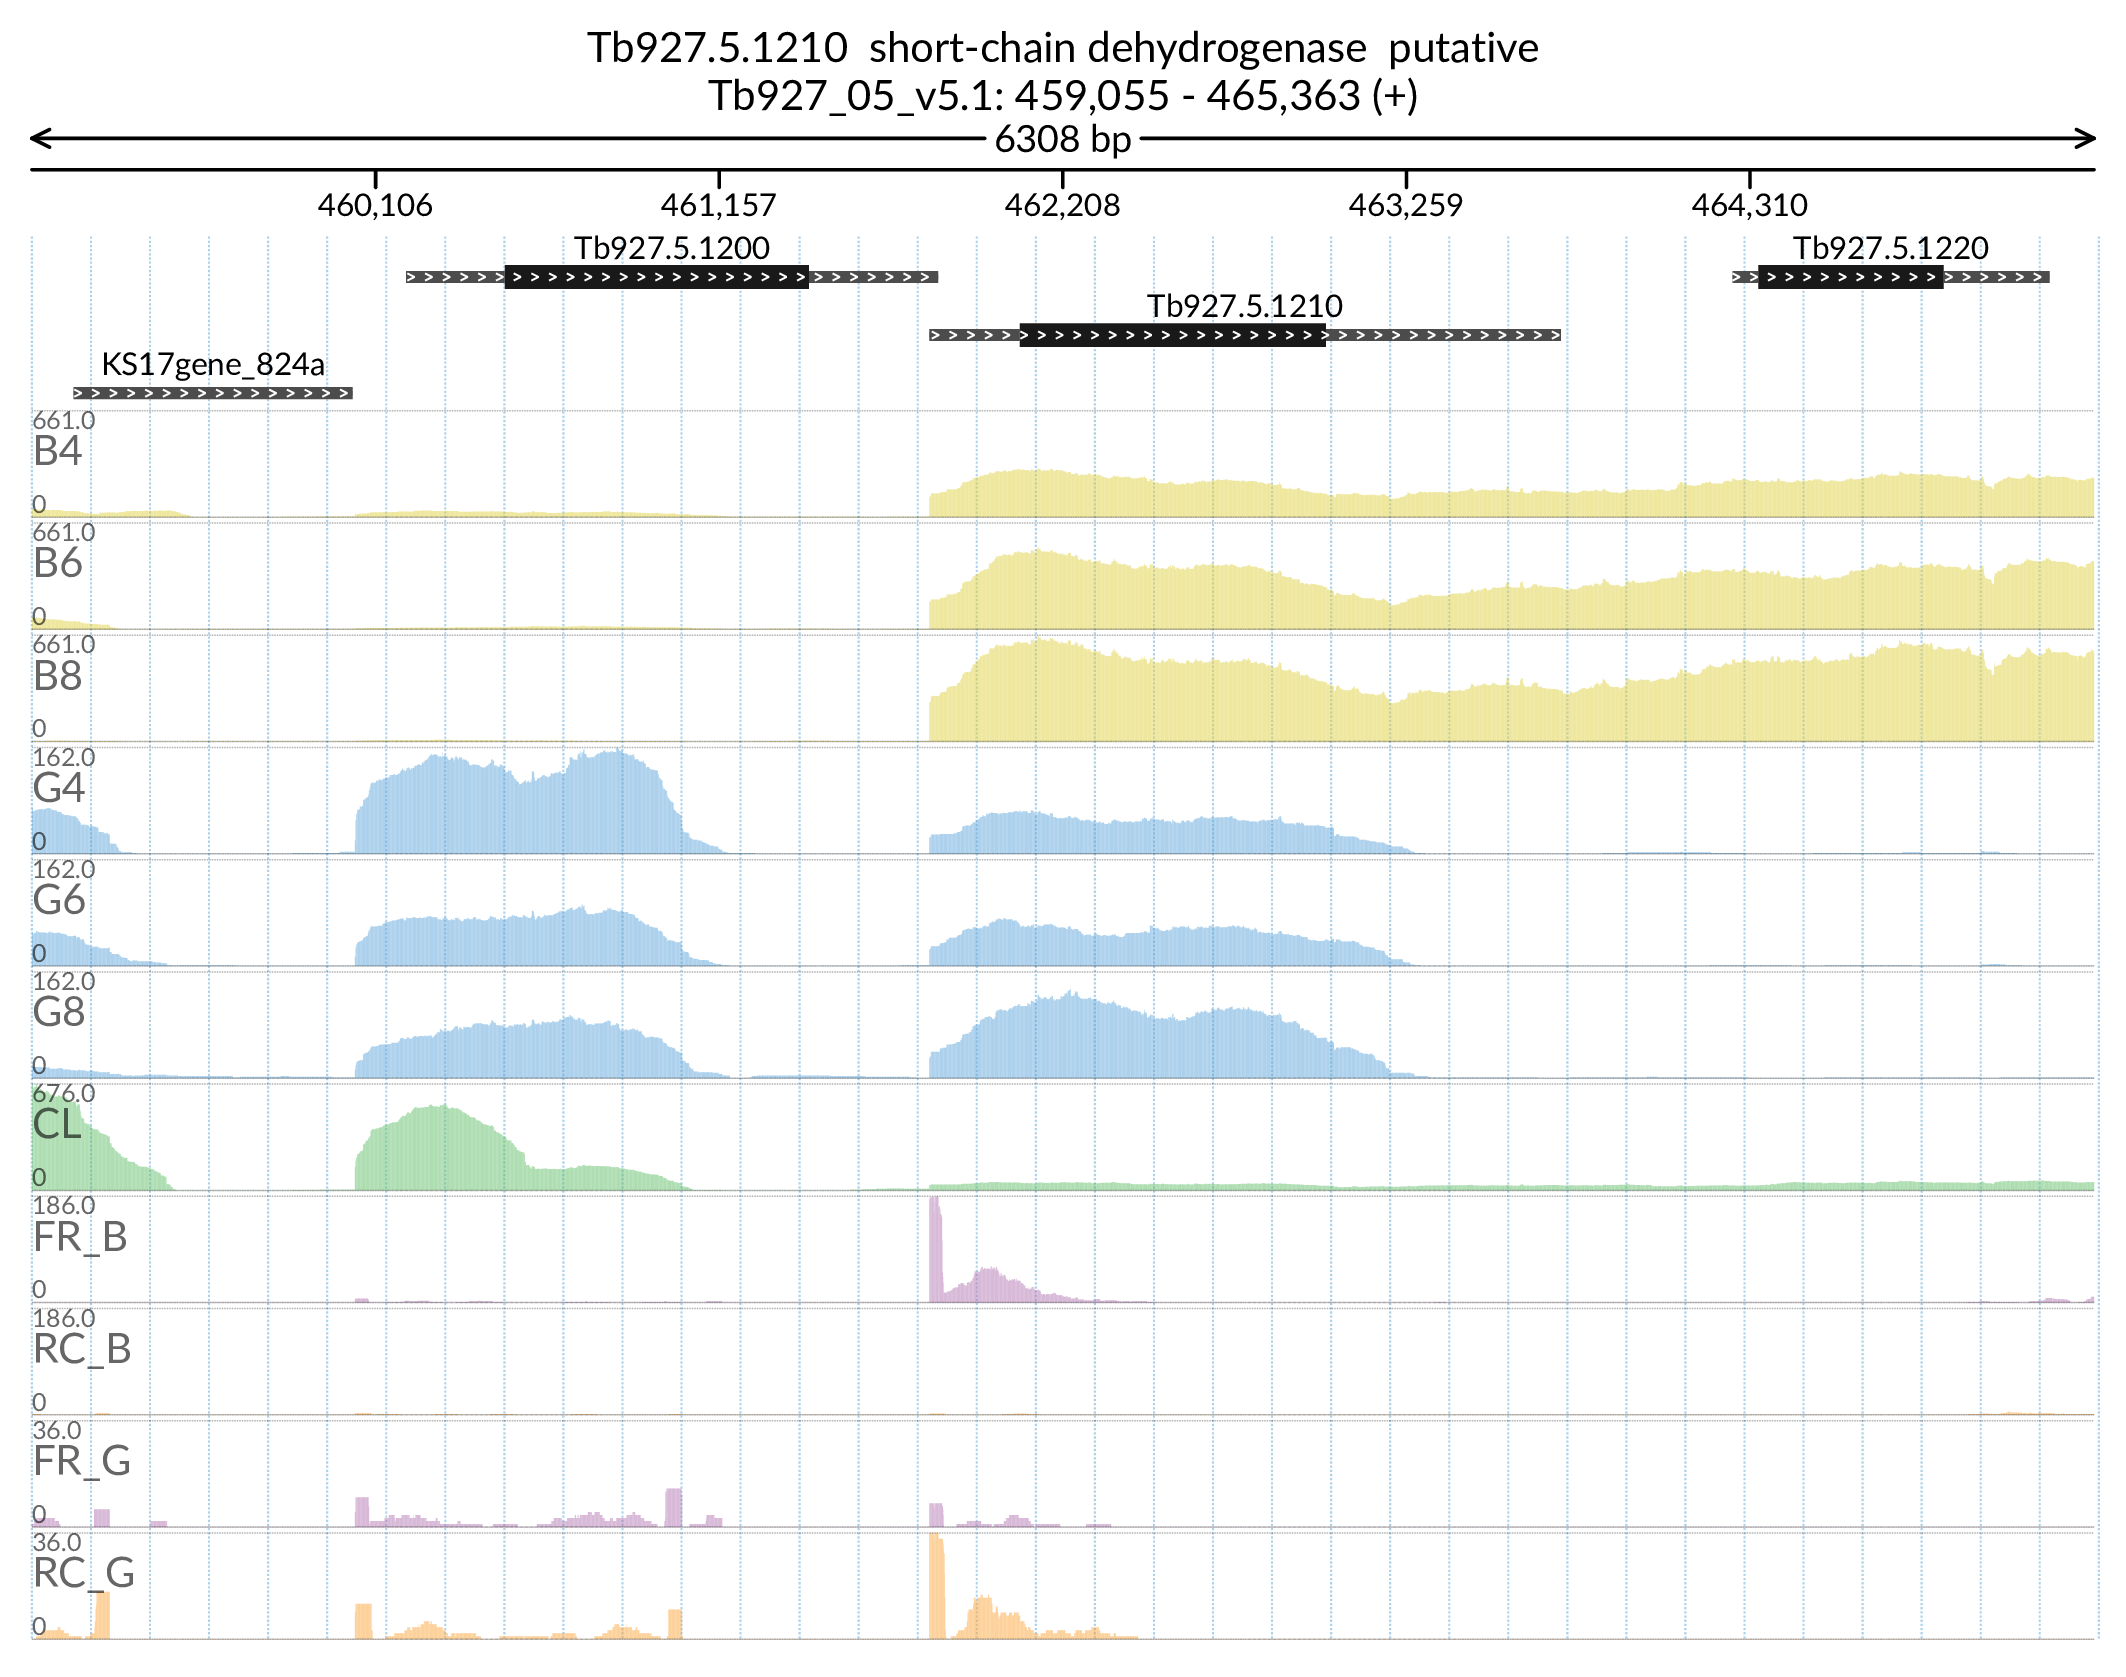 Tb927.5.1210 short-chain dehydrogenase putative
Tb927_05_v5.1: 459,055 - 465,363 (+)
6308 bp
460,106 461,157 462,208 463,259 464,310
Tb927.5.1200 Tb927.5.1220
Tb927.5.1210
KS17gene_824a
661.0
B4
0
661.0
B6
0
661.0
B8
0
162.0
G4
0
162.0
G6
0
162.0
G8
0
676.0
CL
0
186.0
FR_B
0
186.0
RC_B
0
36.0
FR_G
0
36.0
RC_G
0